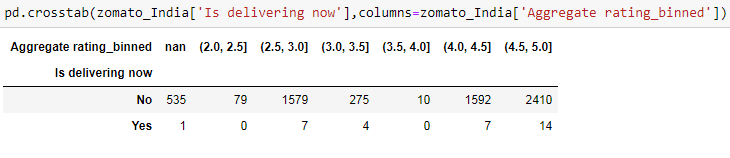 pd.crosstab(zomato_India['Is delivering now'],columns=zomato_India['Aggregate rating_binned'])
Aggregate rating_binned nan (2.0, 2.5] (2.5, 3.0] (3.0, 3.5] (3.5, 4.0] (4.0, 4.5] (4.5, 5.0]
Is delivering now
No 535 79 1579 275 10 1592 2410
Yes 1 0 7 4 0 7 14